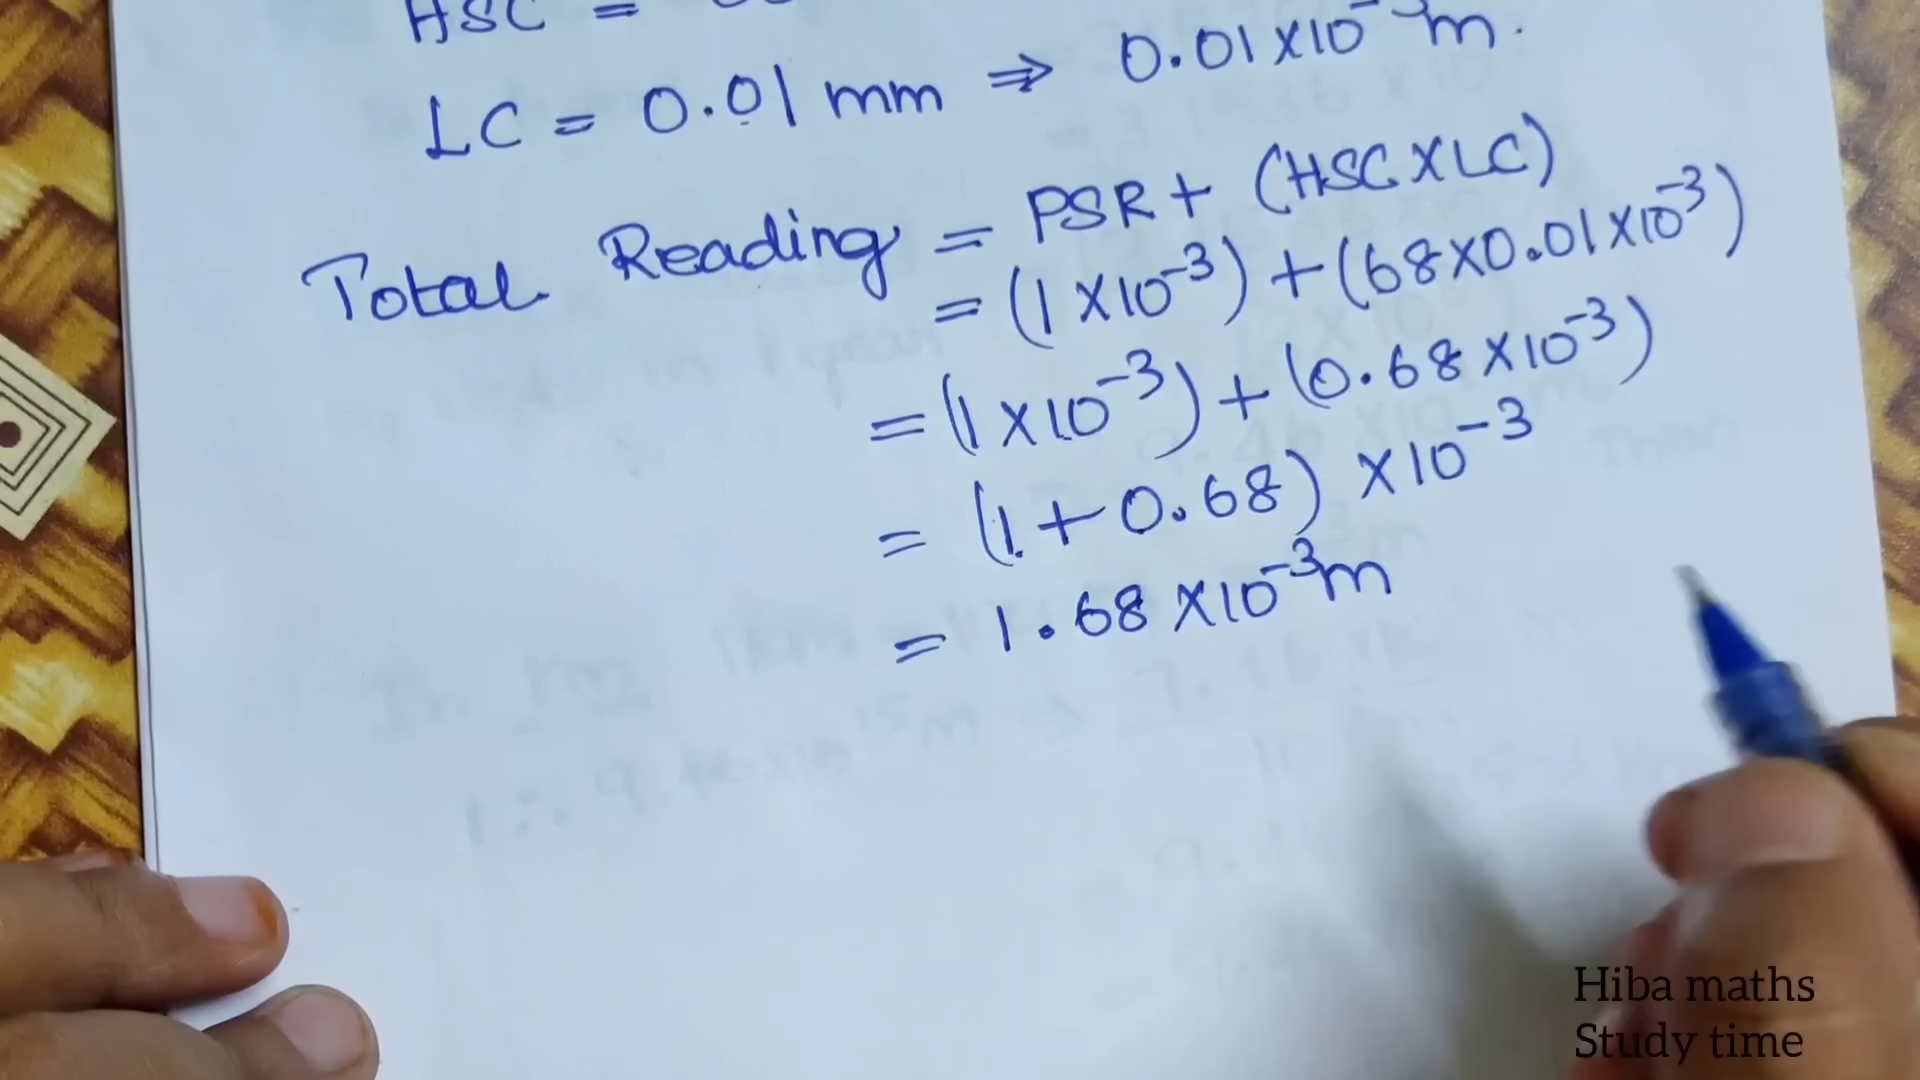 HSC =
LC = 0.01 mm ⇒ 0.01 × 10⁻³ m.
Total Reading = PSR + (HSC × LC)
= (1 × 10⁻³) + (68 × 0.01 × 10⁻³)
= (1 × 10⁻³) + (0.68 × 10⁻³)
= (1 + 0.68) × 10⁻³
= 1.68 × 10⁻³ m
Hiba maths
Study time